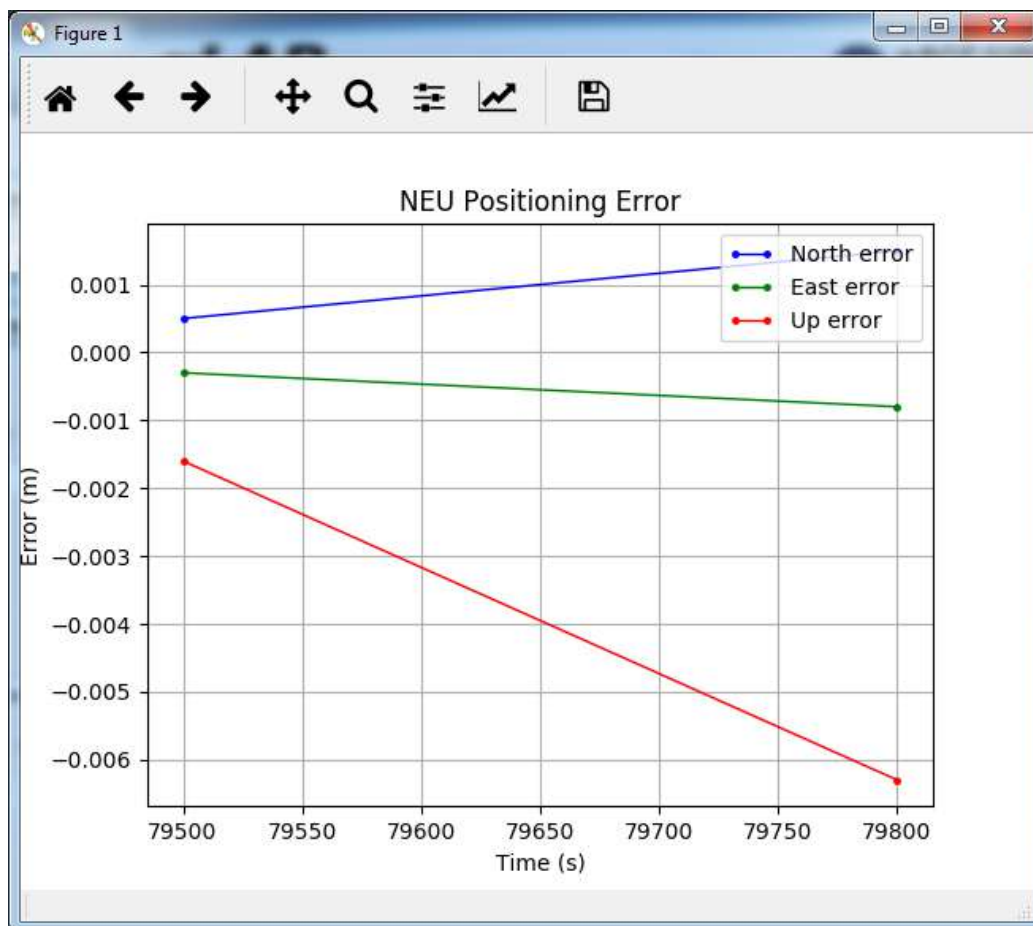 Figure 1
NEU Positioning Error
North error
East error
Up error
0.001
0.000
−0.001
−0.002
−0.003
−0.004
−0.005
−0.006
Error (m)
79500 79550 79600 79650 79700 79750 79800
Time (s)